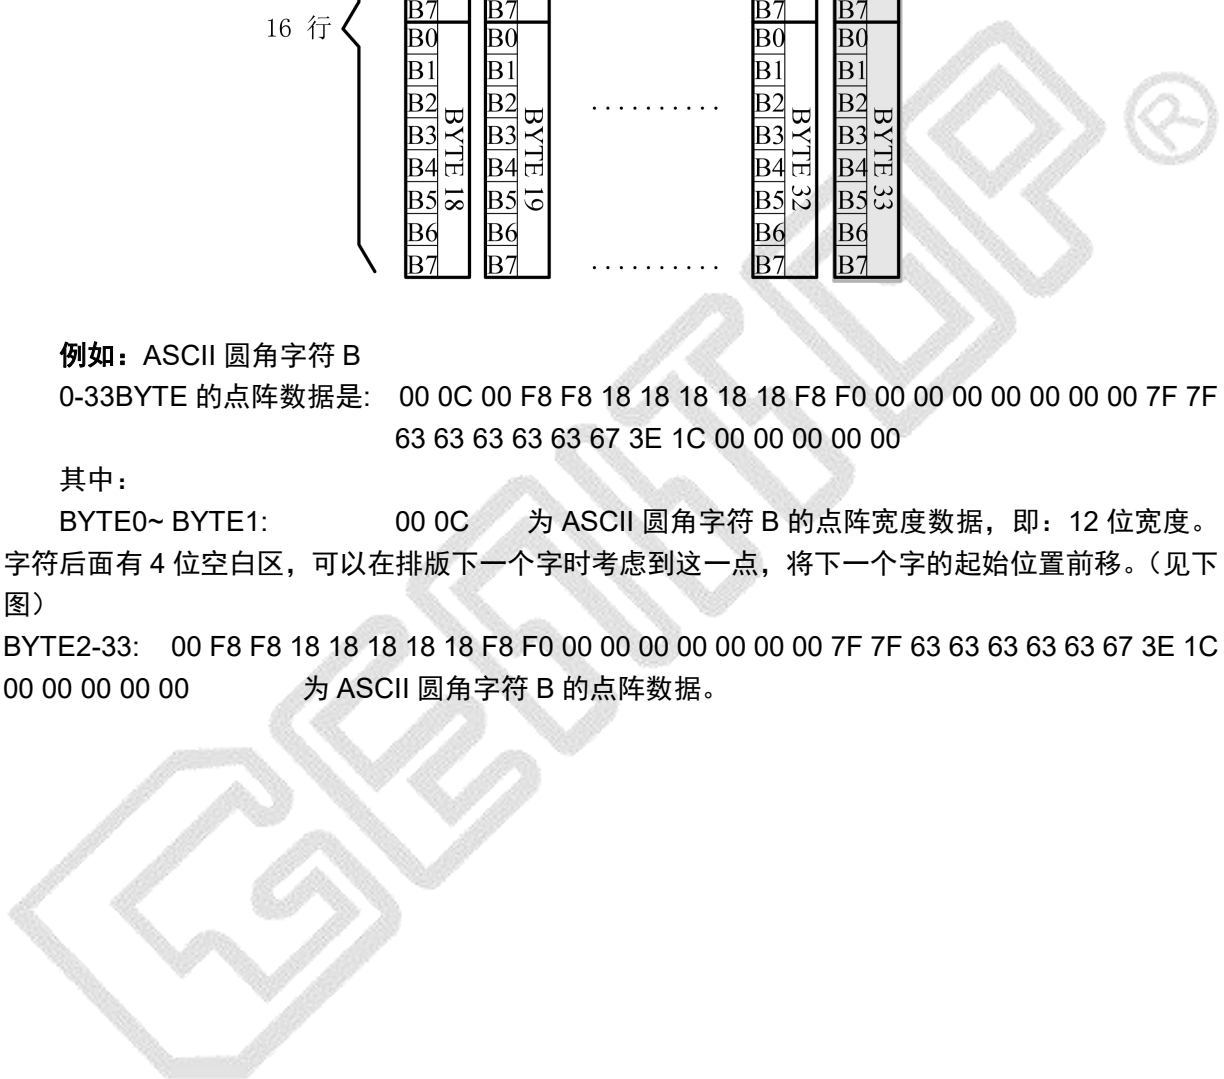 B7 B7 B7 B7
16 行 B0 B0 B0 B0
B1 B1 B1 B1
B2 B2 .......... B2 B2
B3 B3 B3 B3
B4 B4 B4 B4
B5 B5 B5 B5
B6 B6 B6 B6
B7 B7 .......... B7 B7
BYTE 18
BYTE 19
BYTE 32
BYTE 33
例如：ASCII 圆角字符 B
0-33BYTE 的点阵数据是: 00 0C 00 F8 F8 18 18 18 18 18 F8 F0 00 00 00 00 00 00 00 7F 7F
63 63 63 63 63 67 3E 1C 00 00 00 00 00
其中：
BYTE0~ BYTE1: 00 0C 为 ASCII 圆角字符 B 的点阵宽度数据，即：12 位宽度。
字符后面有 4 位空白区，可以在排版下一个字时考虑到这一点，将下一个字的起始位置前移。（见下
图）
BYTE2-33: 00 F8 F8 18 18 18 18 18 F8 F0 00 00 00 00 00 00 00 7F 7F 63 63 63 63 63 67 3E 1C
00 00 00 00 00 为 ASCII 圆角字符 B 的点阵数据。
GENITOP®